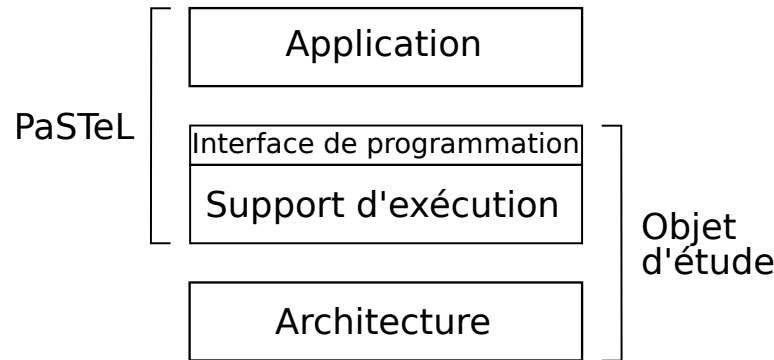 Application
PaSTeL
Interface de programmation
Support d'exécution
Objet
d'étude
Architecture